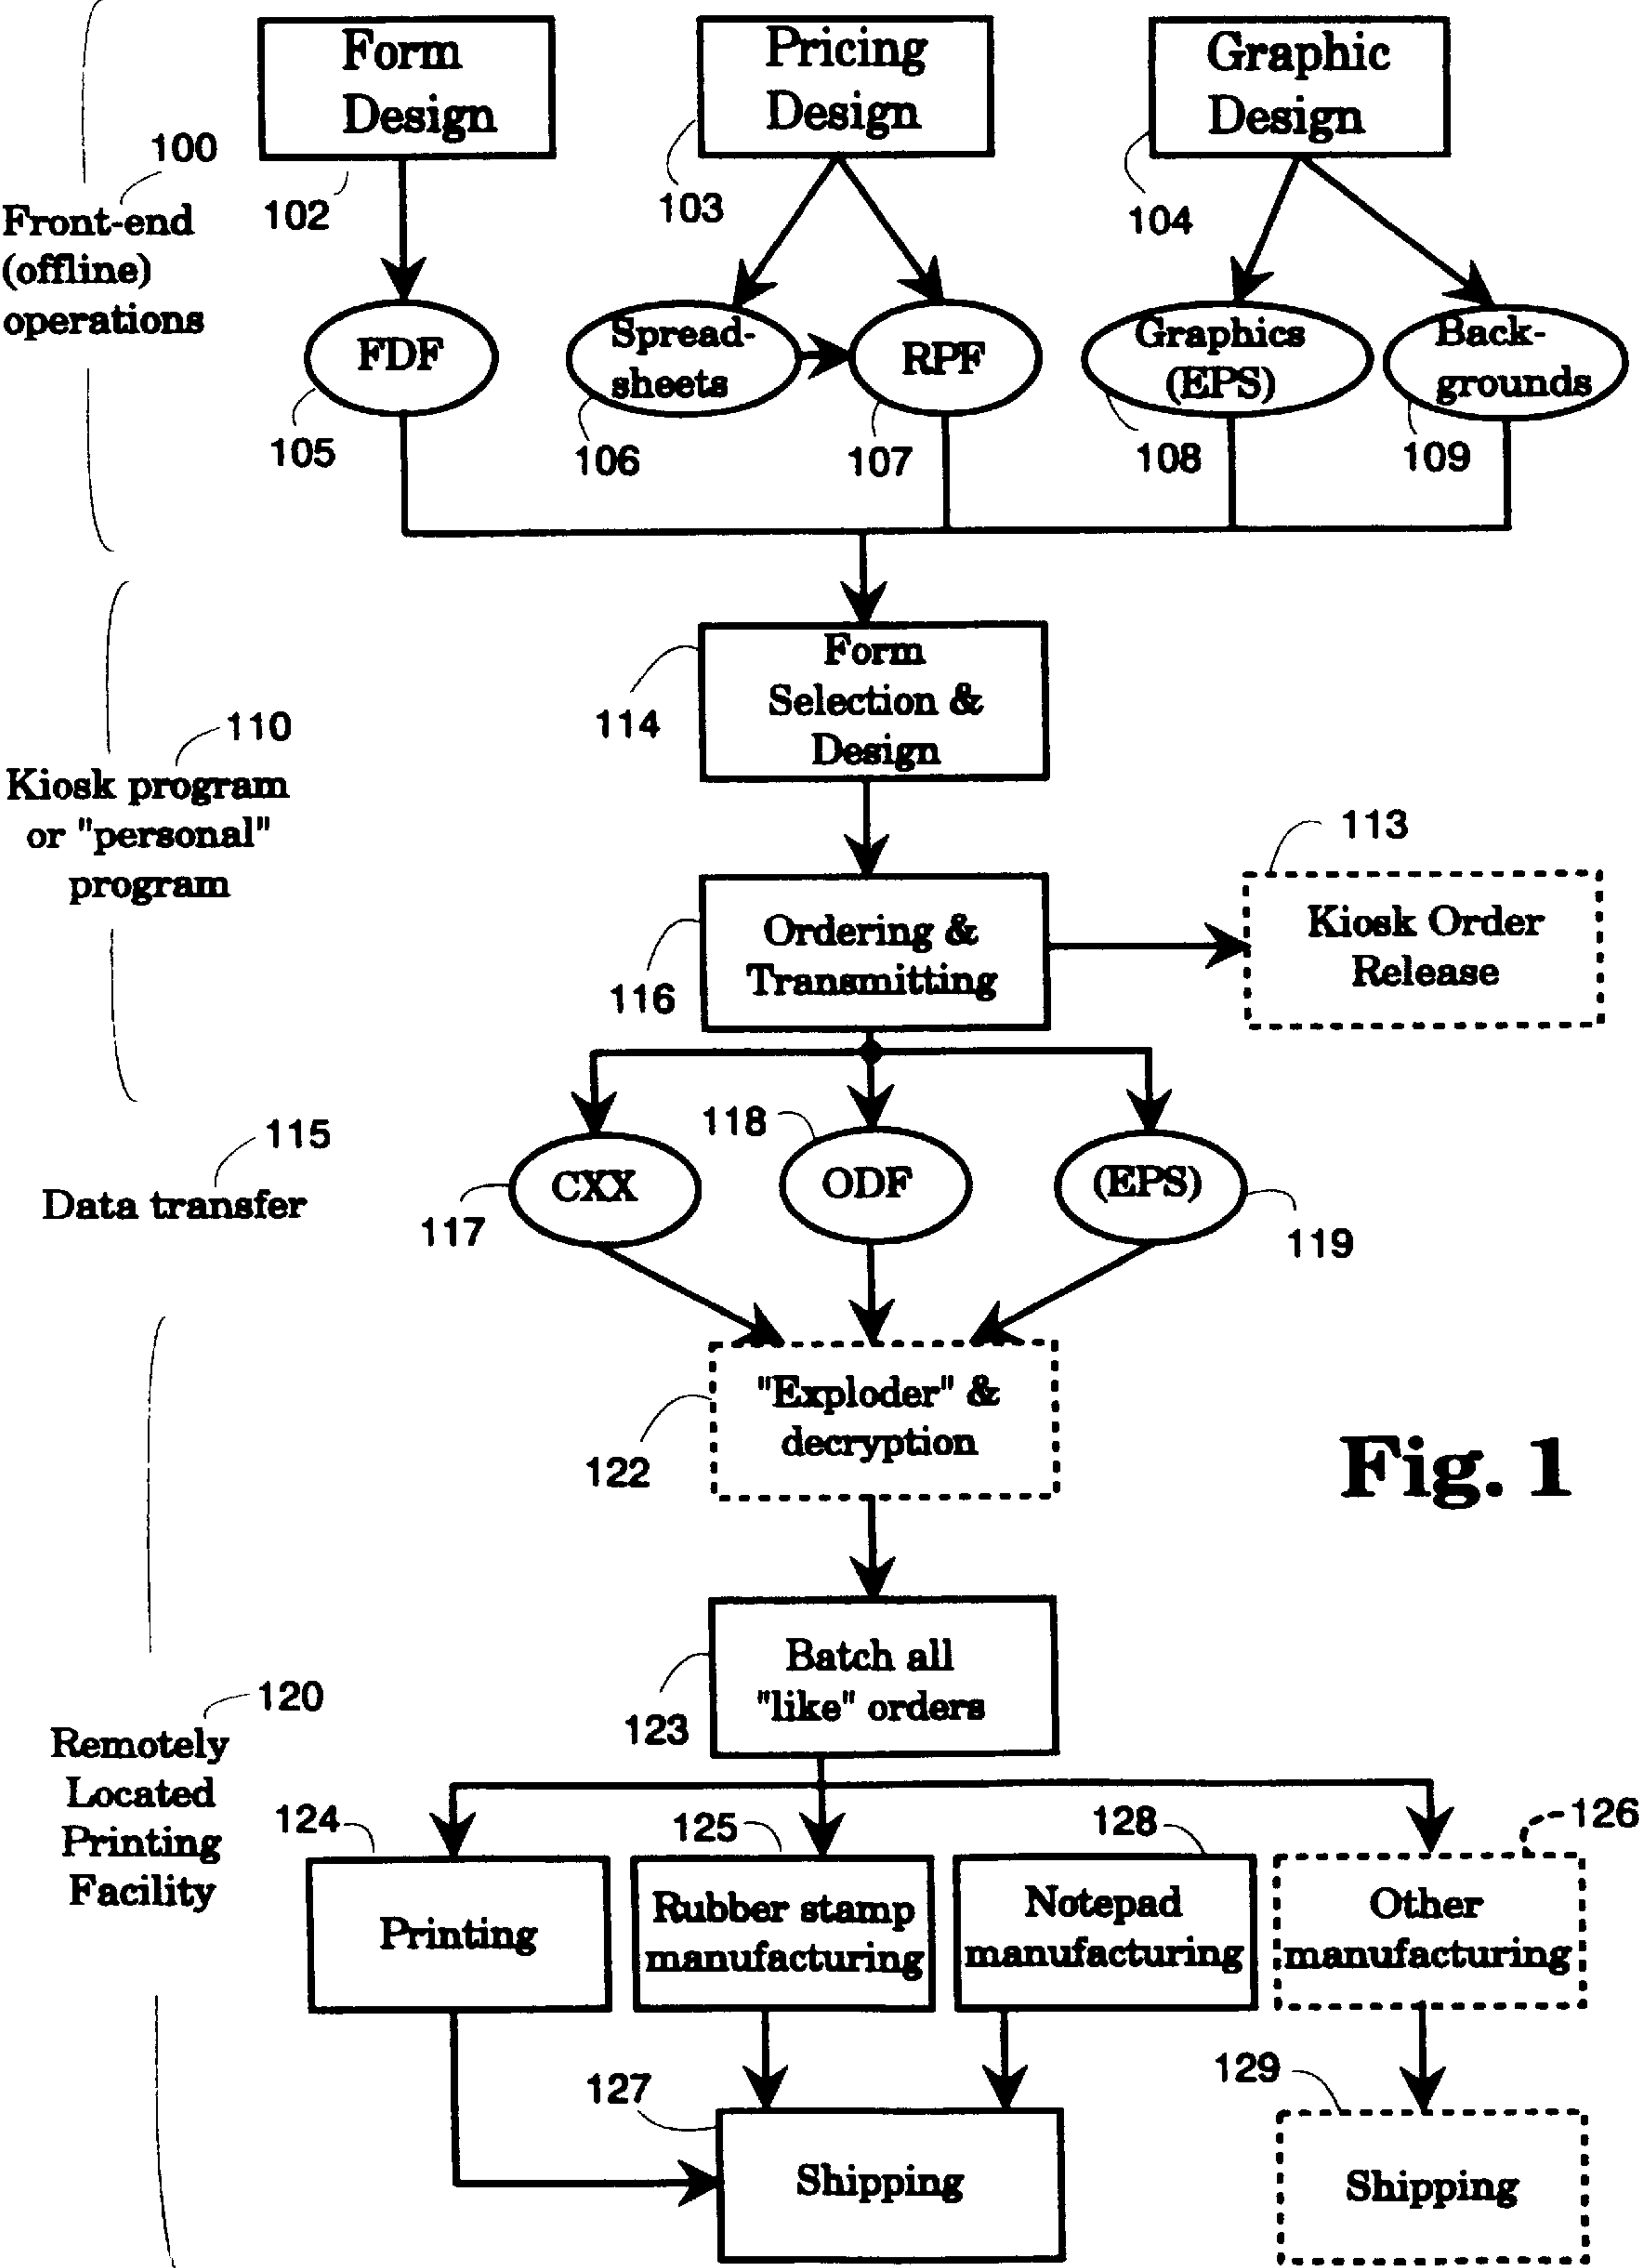 Form
Design
Pricing
Design
Graphic
Design
100
102
103
104
Front-end
(offline)
operations
FDF
Spread-
sheets
RPF
Graphics
(EPS)
Back-
grounds
105
106
107
108
109
Form
Selection &
Design
114
110
Kiosk program
or "personal"
program
113
Ordering &
Transmitting
116
Kiosk Order
Release
115
Data transfer
118
CXX
ODF
(EPS)
117
119
"Exploder" &
decryption
122
Fig. 1
Batch all
"like" orders
123
120
Remotely
Located
Printing
Facility
124
125
128
126
Printing
Rubber stamp
manufacturing
Notepad
manufacturing
Other
manufacturing
127
129
Shipping
Shipping